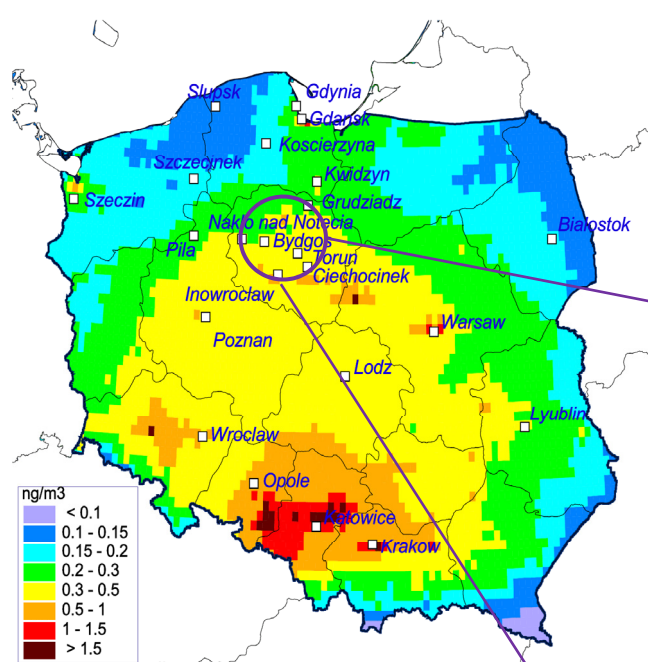 Slupsk
Gdynia
Gdansk
Koscierzyna
Szczecinek
Kwidzyn
Szeczin
Grudziadz
Naklo nad Notecia
Bialostok
Pila
Bydgos
Torun
Ciechocinek
Inowrocław
Warsaw
Poznan
Lodz
Lyublin
Wroclaw
Opole
Katowice
Krakow
ng/m3
< 0.1
0.1 - 0.15
0.15 - 0.2
0.2 - 0.3
0.3 - 0.5
0.5 - 1
1 - 1.5
> 1.5